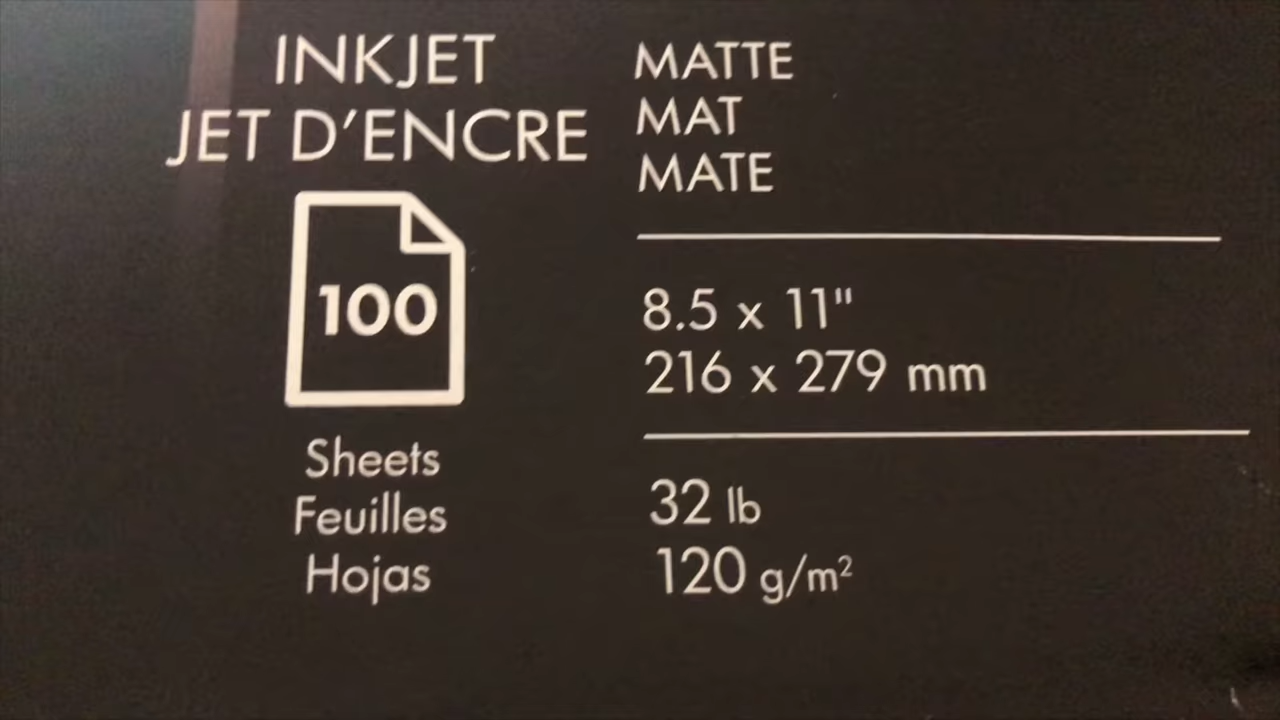 INKJET
JET D'ENCRE
100
Sheets
Feuilles
Hojas
MATTE
MAT
MATE
8.5 x 11"
216 x 279 mm
32 lb
120 g/m²